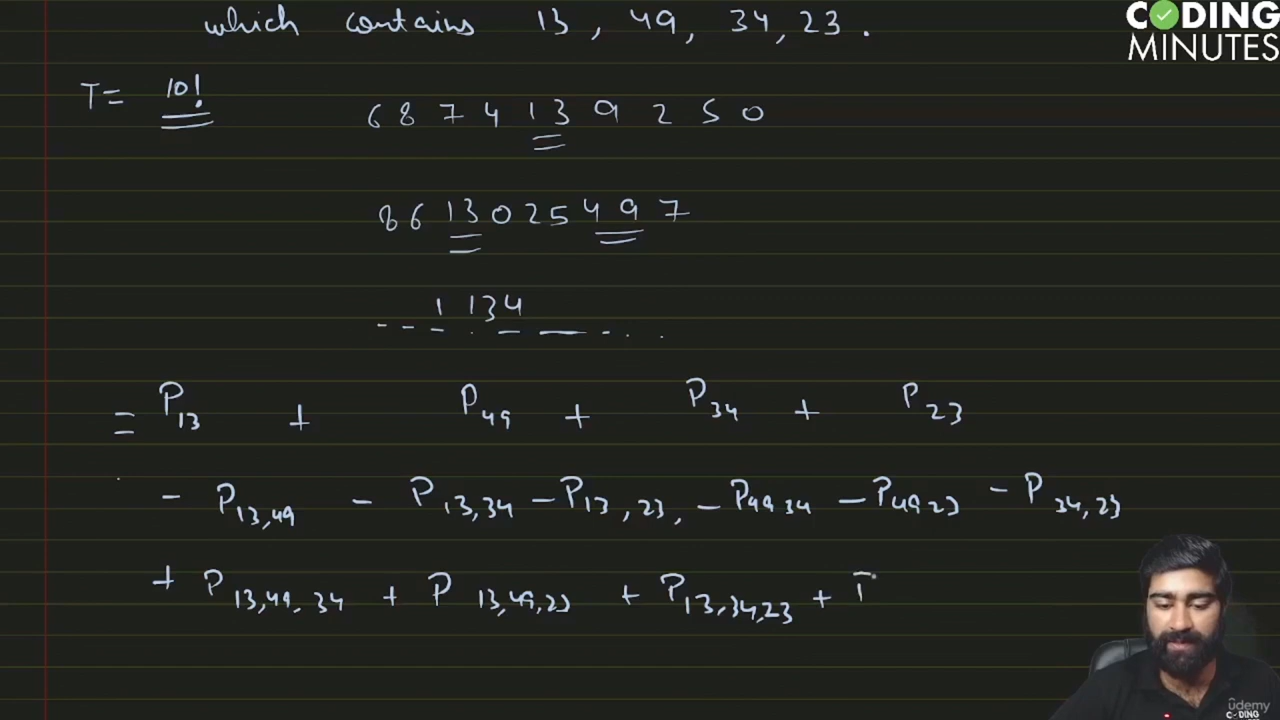 which contains 13, 49, 34, 23.
CODING
MINUTES
T= 10!
6 8 7 4 1 3 9 2 5 0
8 6 1 3 0 2 5 4 9 7
1 1 3 4
= P13 + P49 + P34 + P23
- P13,49 - P13,34 - P13,23, - P49 34 - P49 23 - P34,23
+ P13,49,34 + P13,49,23 + P13,34,23 +
ûdemy